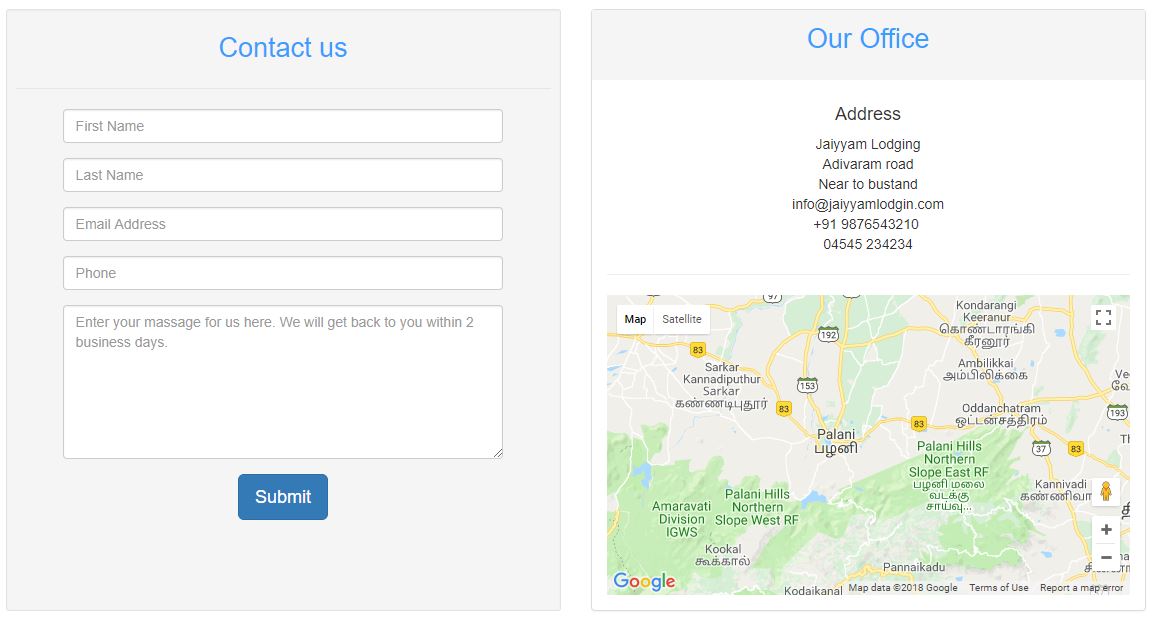 Contact us
First Name
Last Name
Email Address
Phone
Enter your massage for us here. We will get back to you within 2
business days.
Submit
Our Office
Address
Jaiyyam Lodging
Adivaram road
Near to bustand
info@jaiyyamlodgin.com
+91 9876543210
04545 234234
Map Satellite
97
192
Kondarangi
Keeranur
கொண்டாரங்கி
கீரனூர்
83
Sarkar
Kannadiputhur
Sarkar
கண்ணடிபுதூர்
153
83
Ambilikkai
அம்பிலிக்கை
Oddanchatram
ஒட்டன்சத்திரம்
193
Palani
பழனி
83
37
83
Palani Hills
Northern
Slope East RF
பழனி மலை
வடக்கு
சாய்வு...
Kannivadi
Palani Hills
Northern
Slope West RF
Amaravati
Division
IGWS
Kookal
கூக்கால்
Pannaikadu
Kodaikanal
Google
Map data ©2018 Google Terms of Use Report a map error